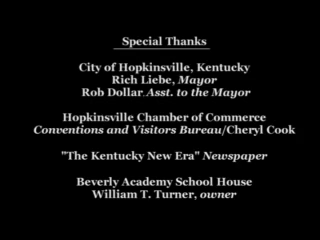 Special Thanks
City of Hopkinsville, Kentucky
Rich Liebe, Mayor
Rob Dollar Asst. to the Mayor
Hopkinsville Chamber of Commerce
Conventions and Visitors Bureau/Cheryl Cook
"The Kentucky New Era" Newspaper
Beverly Academy School House
William T. Turner, owner